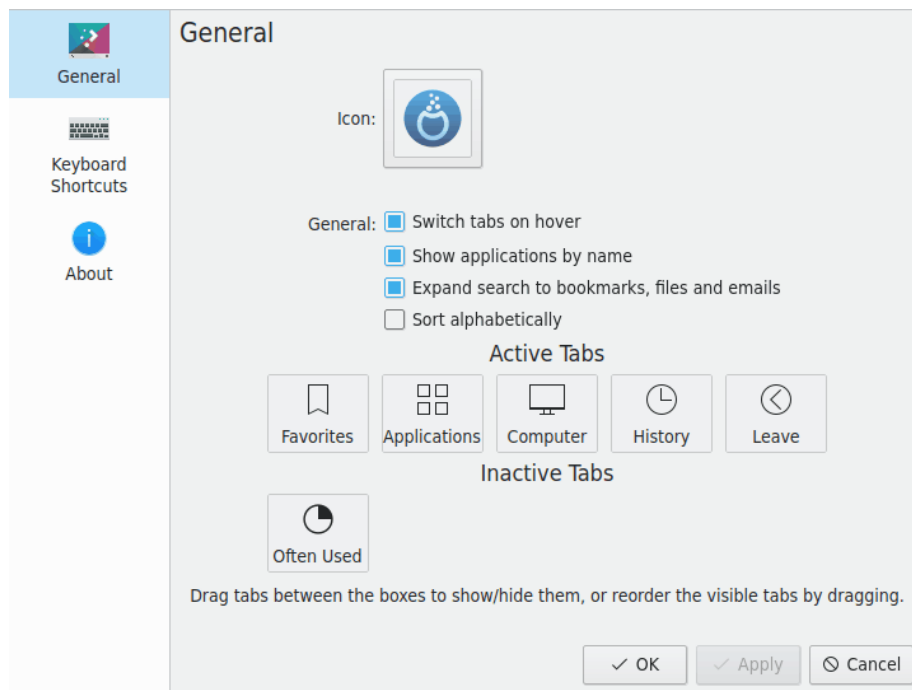 General
General
Icon:
Keyboard
Shortcuts
About
General:
Switch tabs on hover
Show applications by name
Expand search to bookmarks, files and emails
Sort alphabetically
Active Tabs
Favorites
Applications
Computer
History
Leave
Inactive Tabs
Often Used
Drag tabs between the boxes to show/hide them, or reorder the visible tabs by dragging.
OK
Apply
Cancel